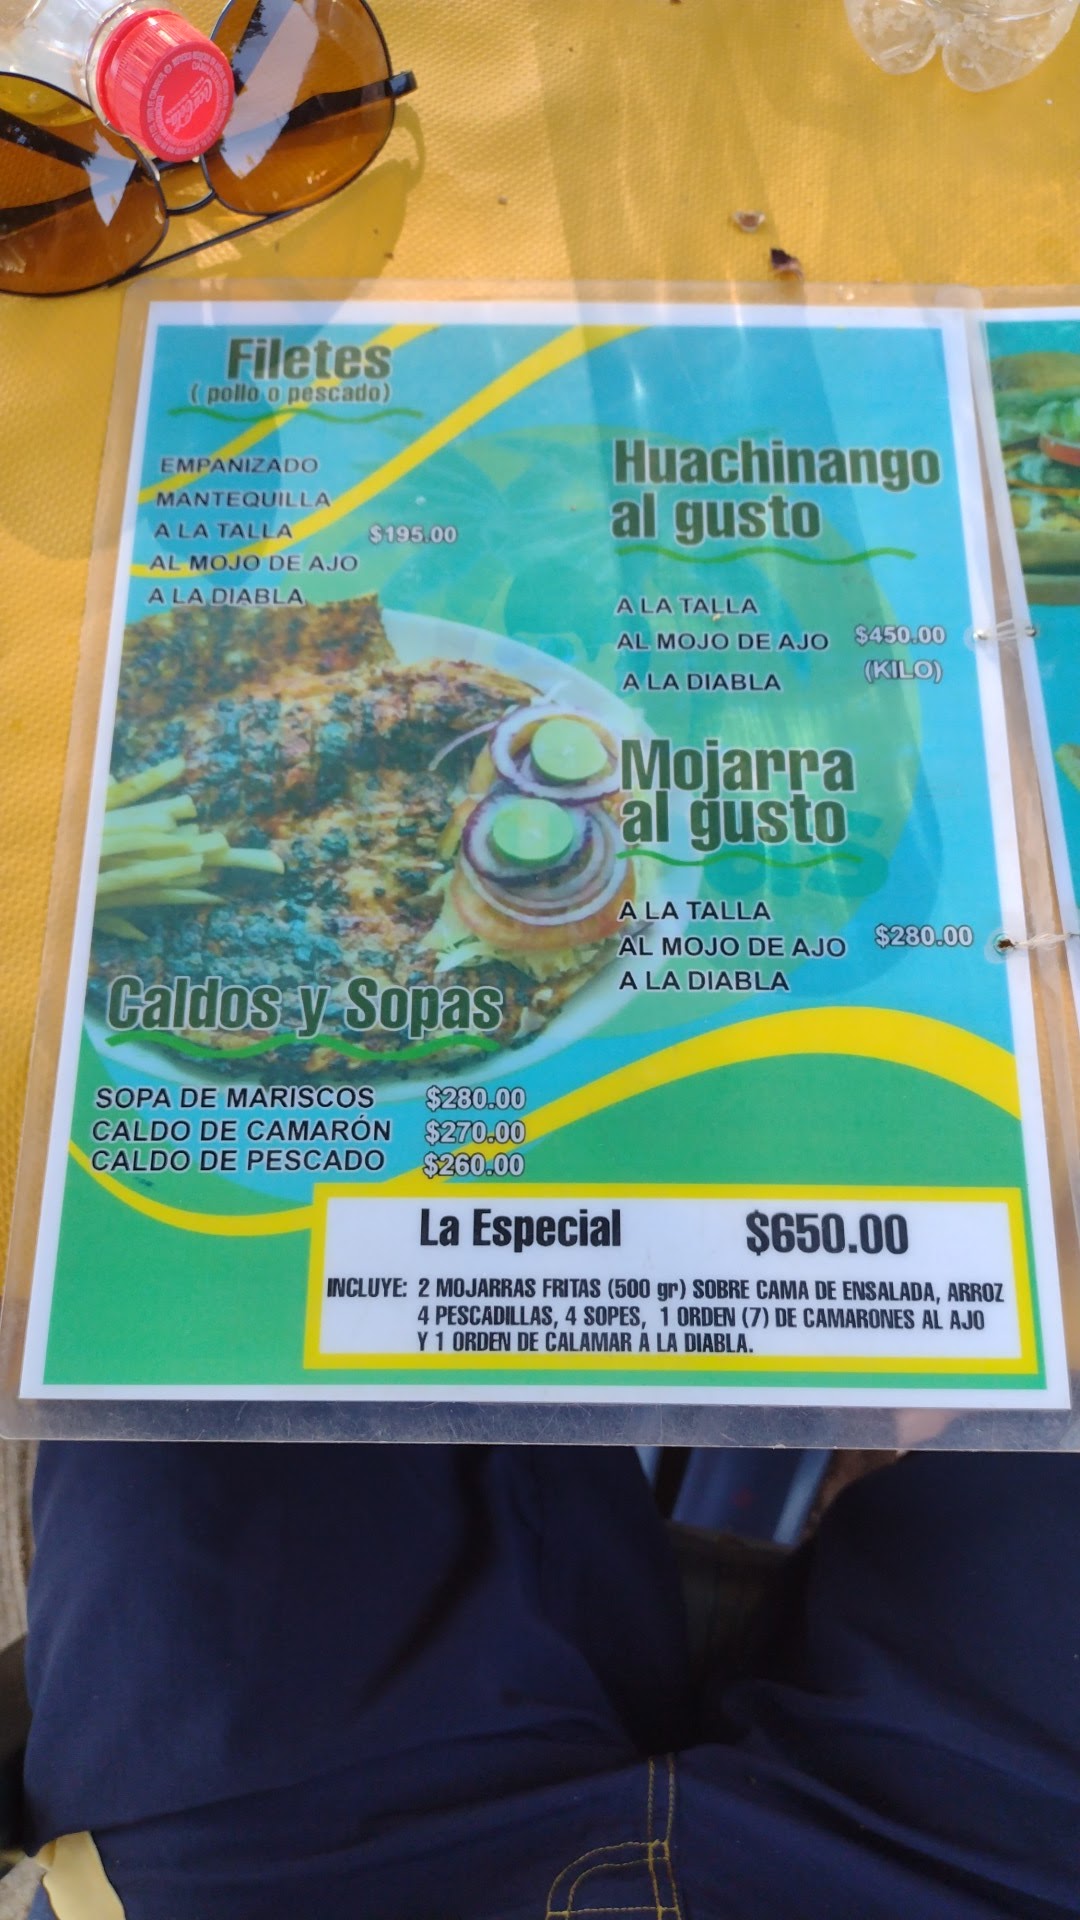 Coca-Cola
Filetes
( pollo o pescado)
EMPANIZADO
MANTEQUILLA
A LA TALLA $195.00
AL MOJO DE AJO
A LA DIABLA
Huachinango
al gusto
A LA TALLA
AL MOJO DE AJO $450.00
(KILO)
A LA DIABLA
Mojarra
al gusto
A LA TALLA
AL MOJO DE AJO $280.00
A LA DIABLA
Caldos y Sopas
SOPA DE MARISCOS $280.00
CALDO DE CAMARÓN $270.00
CALDO DE PESCADO $260.00
La Especial $650.00
INCLUYE: 2 MOJARRAS FRITAS (500 gr) SOBRE CAMA DE ENSALADA, ARROZ
4 PESCADILLAS, 4 SOPES, 1 ORDEN (7) DE CAMARONES AL AJO
Y 1 ORDEN DE CALAMAR A LA DIABLA.